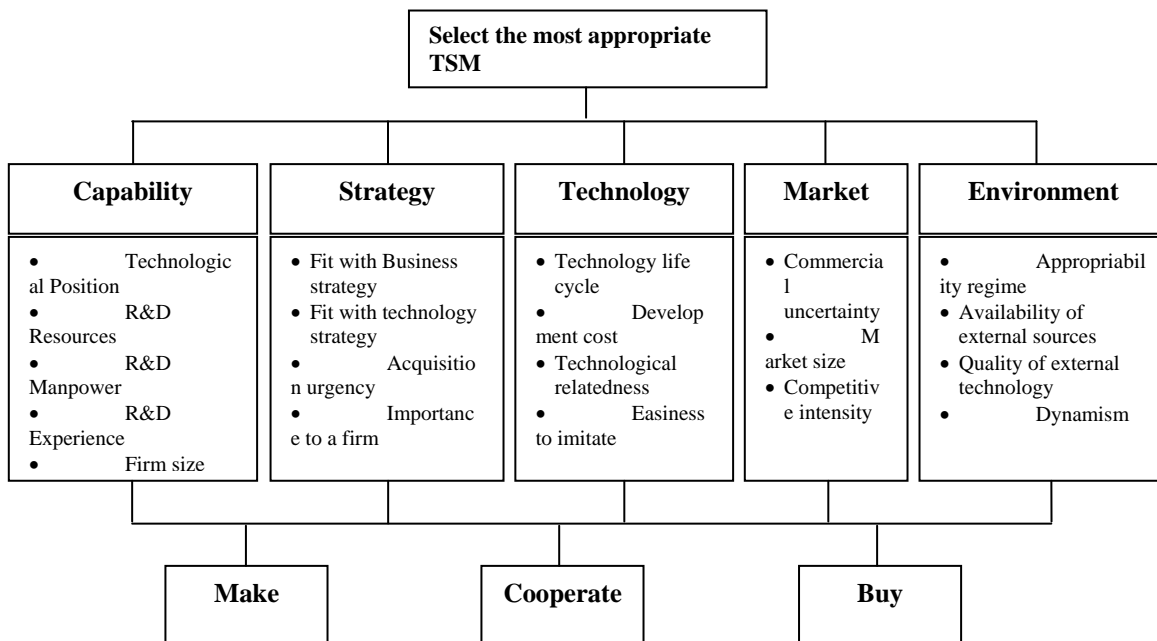 Select the most appropriate
TSM
Capability
Strategy
Technology
Market
Environment
• Technologic
al Position
• R&D
Resources
• R&D
Manpower
• R&D
Experience
• Firm size
• Fit with Business
strategy
• Fit with technology
strategy
• Acquisitio
n urgency
• Importanc
e to a firm
• Technology life
cycle
• Develop
ment cost
• Technological
relatedness
• Easiness
to imitate
• Commercia
l
uncertainty
• M
arket size
• Competitiv
e intensity
• Appropriabil
ity regime
• Availability of
external sources
• Quality of external
technology
• Dynamism
Make
Cooperate
Buy